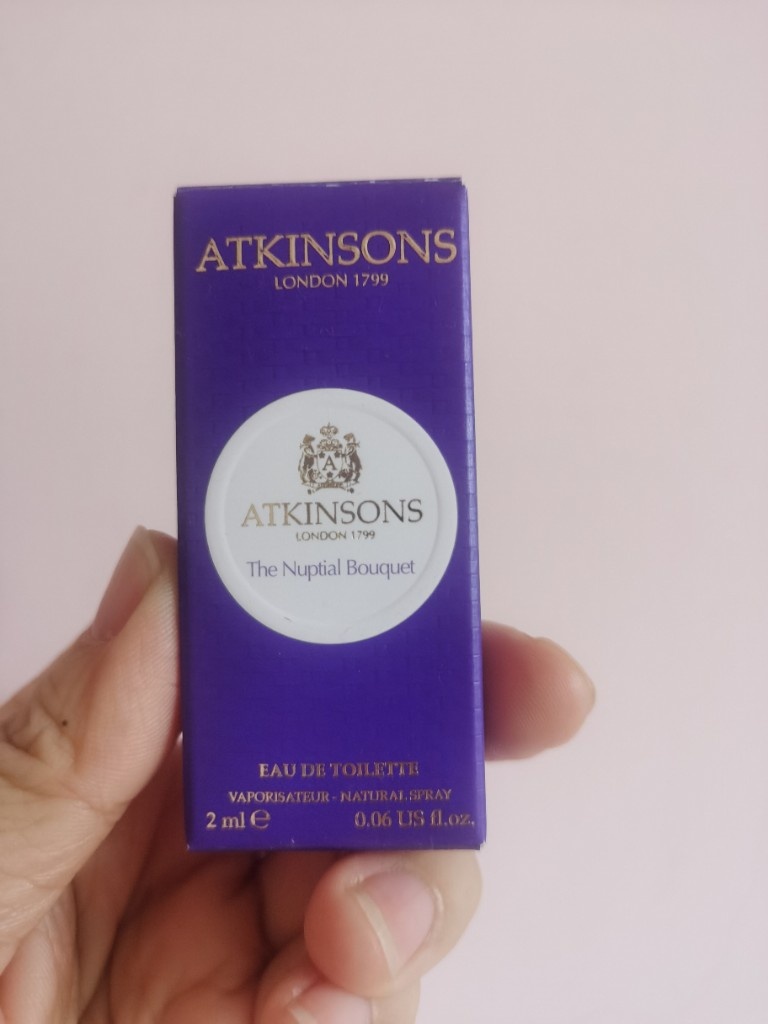 ATKINSONS
LONDON 1799
A
ATKINSONS
LONDON 1799
The Nuptial Bouquet
EAU DE TOILETTE
VAPORISATEUR - NATURAL SPRAY
2 ml ℮ 0.06 US fl.oz.